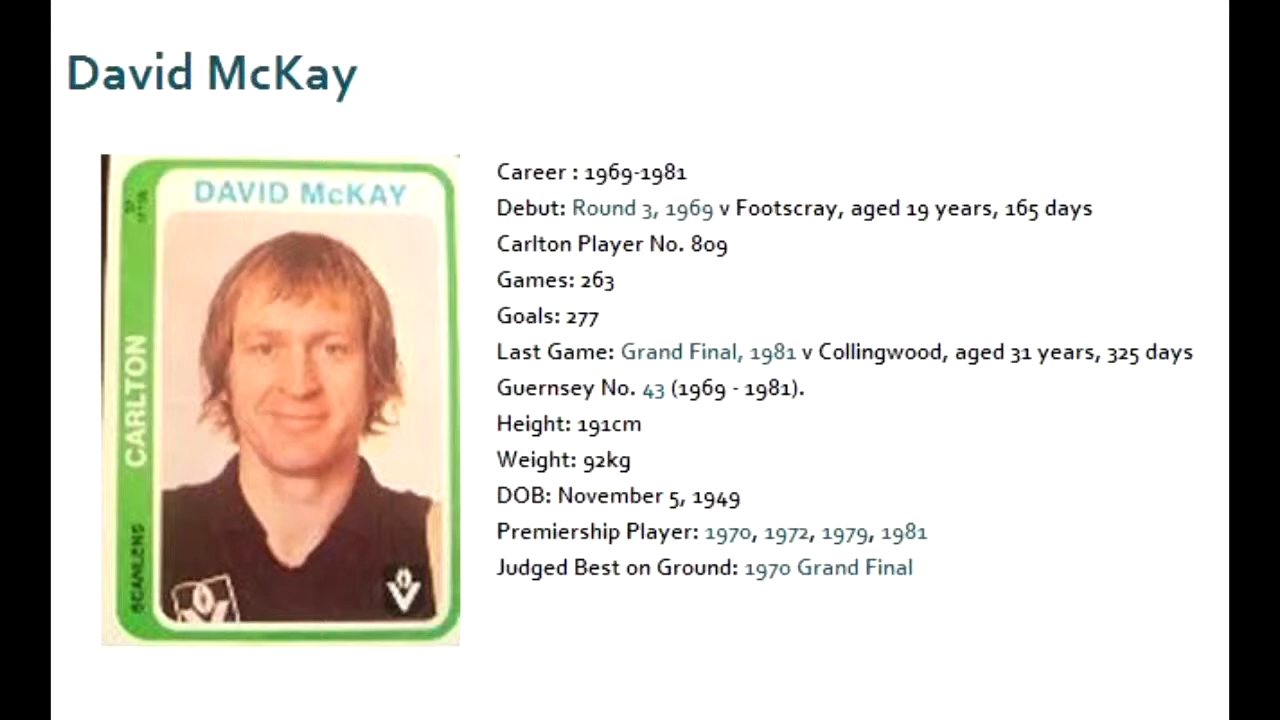 David McKay
DAVID McKAY
CARLTON
SCANLENS
Career : 1969-1981
Debut: Round 3, 1969 v Footscray, aged 19 years, 165 days
Carlton Player No. 809
Games: 263
Goals: 277
Last Game: Grand Final, 1981 v Collingwood, aged 31 years, 325 days
Guernsey No. 43 (1969 - 1981).
Height: 191cm
Weight: 92kg
DOB: November 5, 1949
Premiership Player: 1970, 1972, 1979, 1981
Judged Best on Ground: 1970 Grand Final